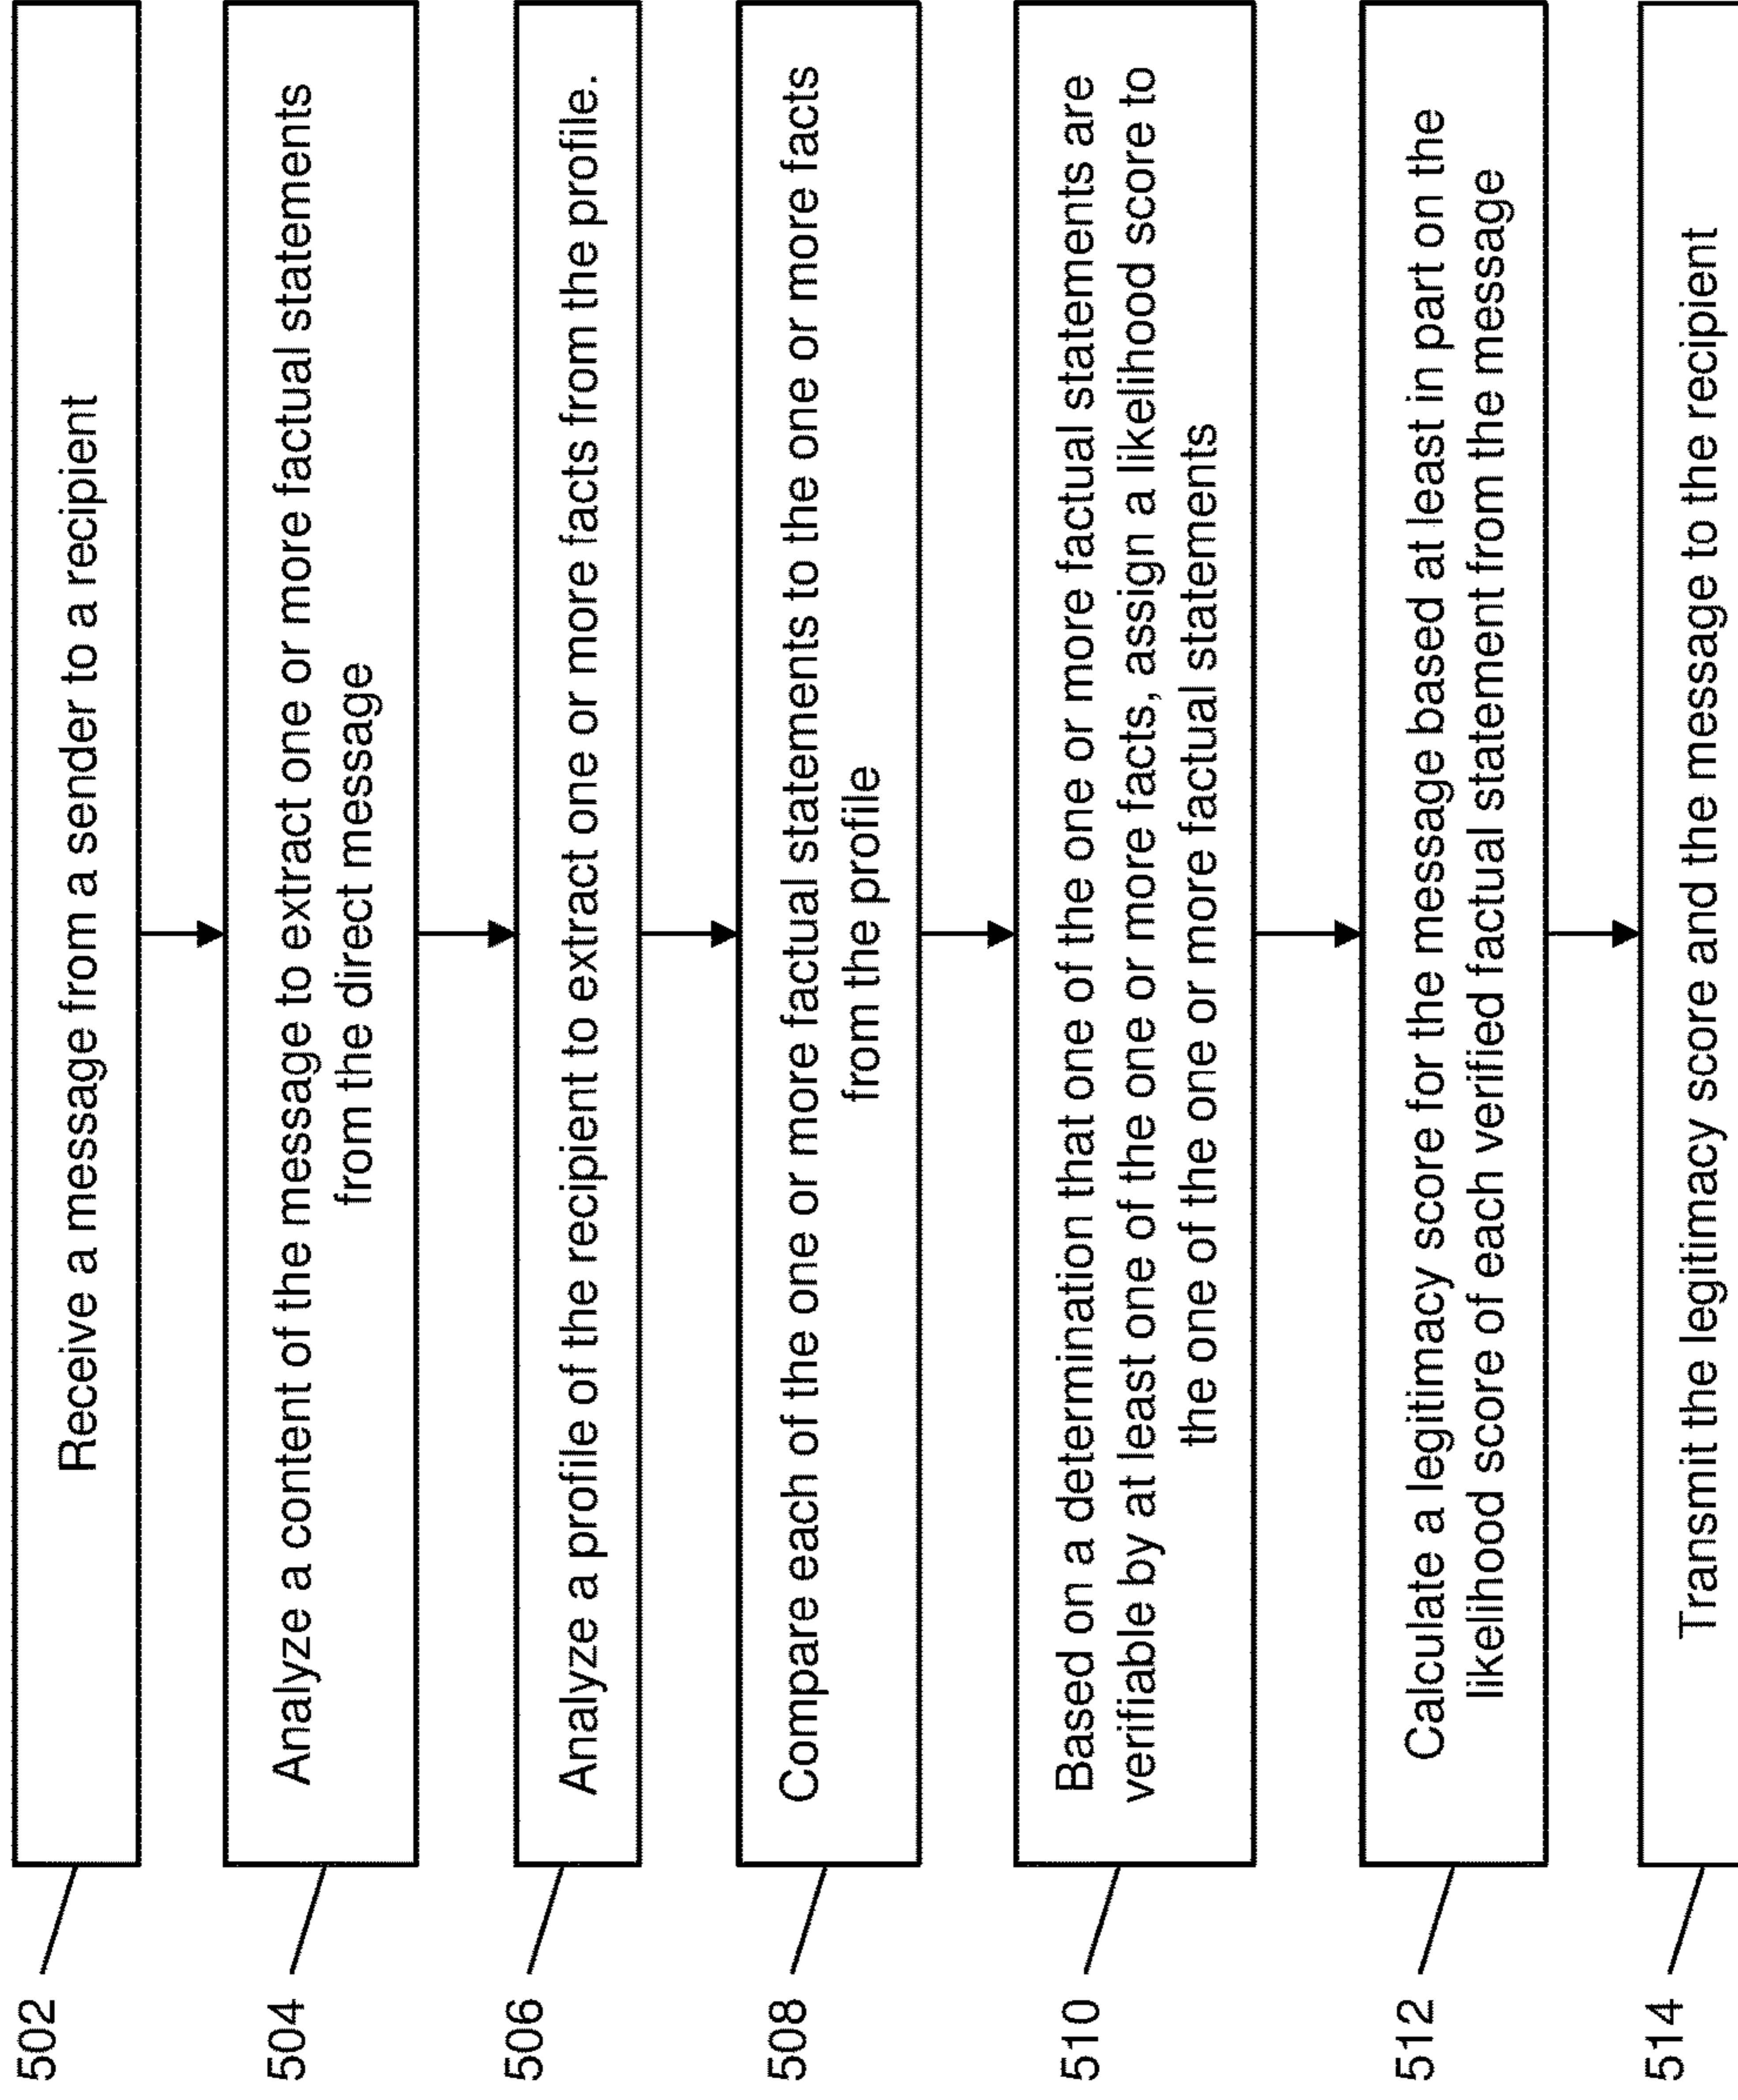 502
Receive a message from a sender to a recipient
504
Analyze a content of the message to extract one or more factual statements
from the direct message
506
Analyze a profile of the recipient to extract one or more facts from the profile.
508
Compare each of the one or more factual statements to the one or more facts
from the profile
510
Based on a determination that one of the one or more factual statements are
verifiable by at least one of the one or more facts, assign a likelihood score to
the one of the one or more factual statements
512
Calculate a legitimacy score for the message based at least in part on the
likelihood score of each verified factual statement from the message
514
Transmit the legitimacy score and the message to the recipient